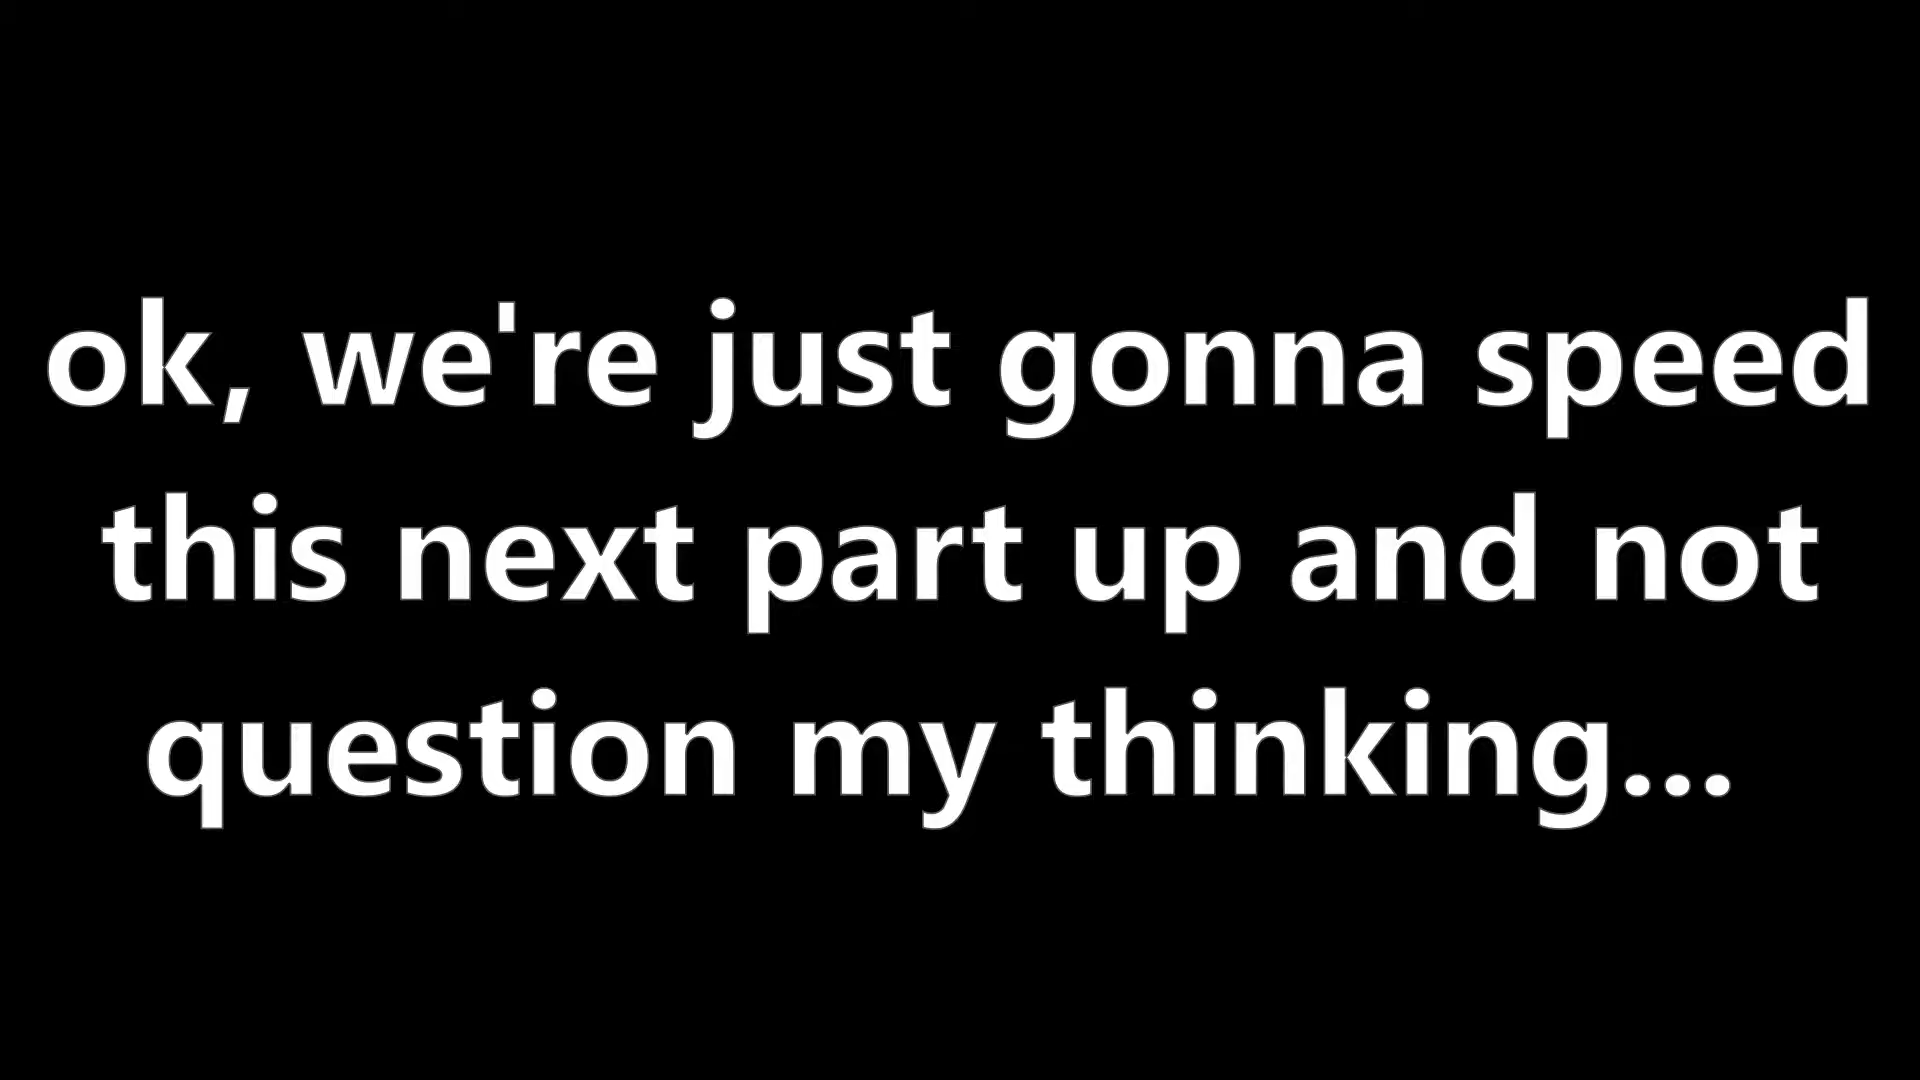 ok, we're just gonna speed
this next part up and not
question my thinking...